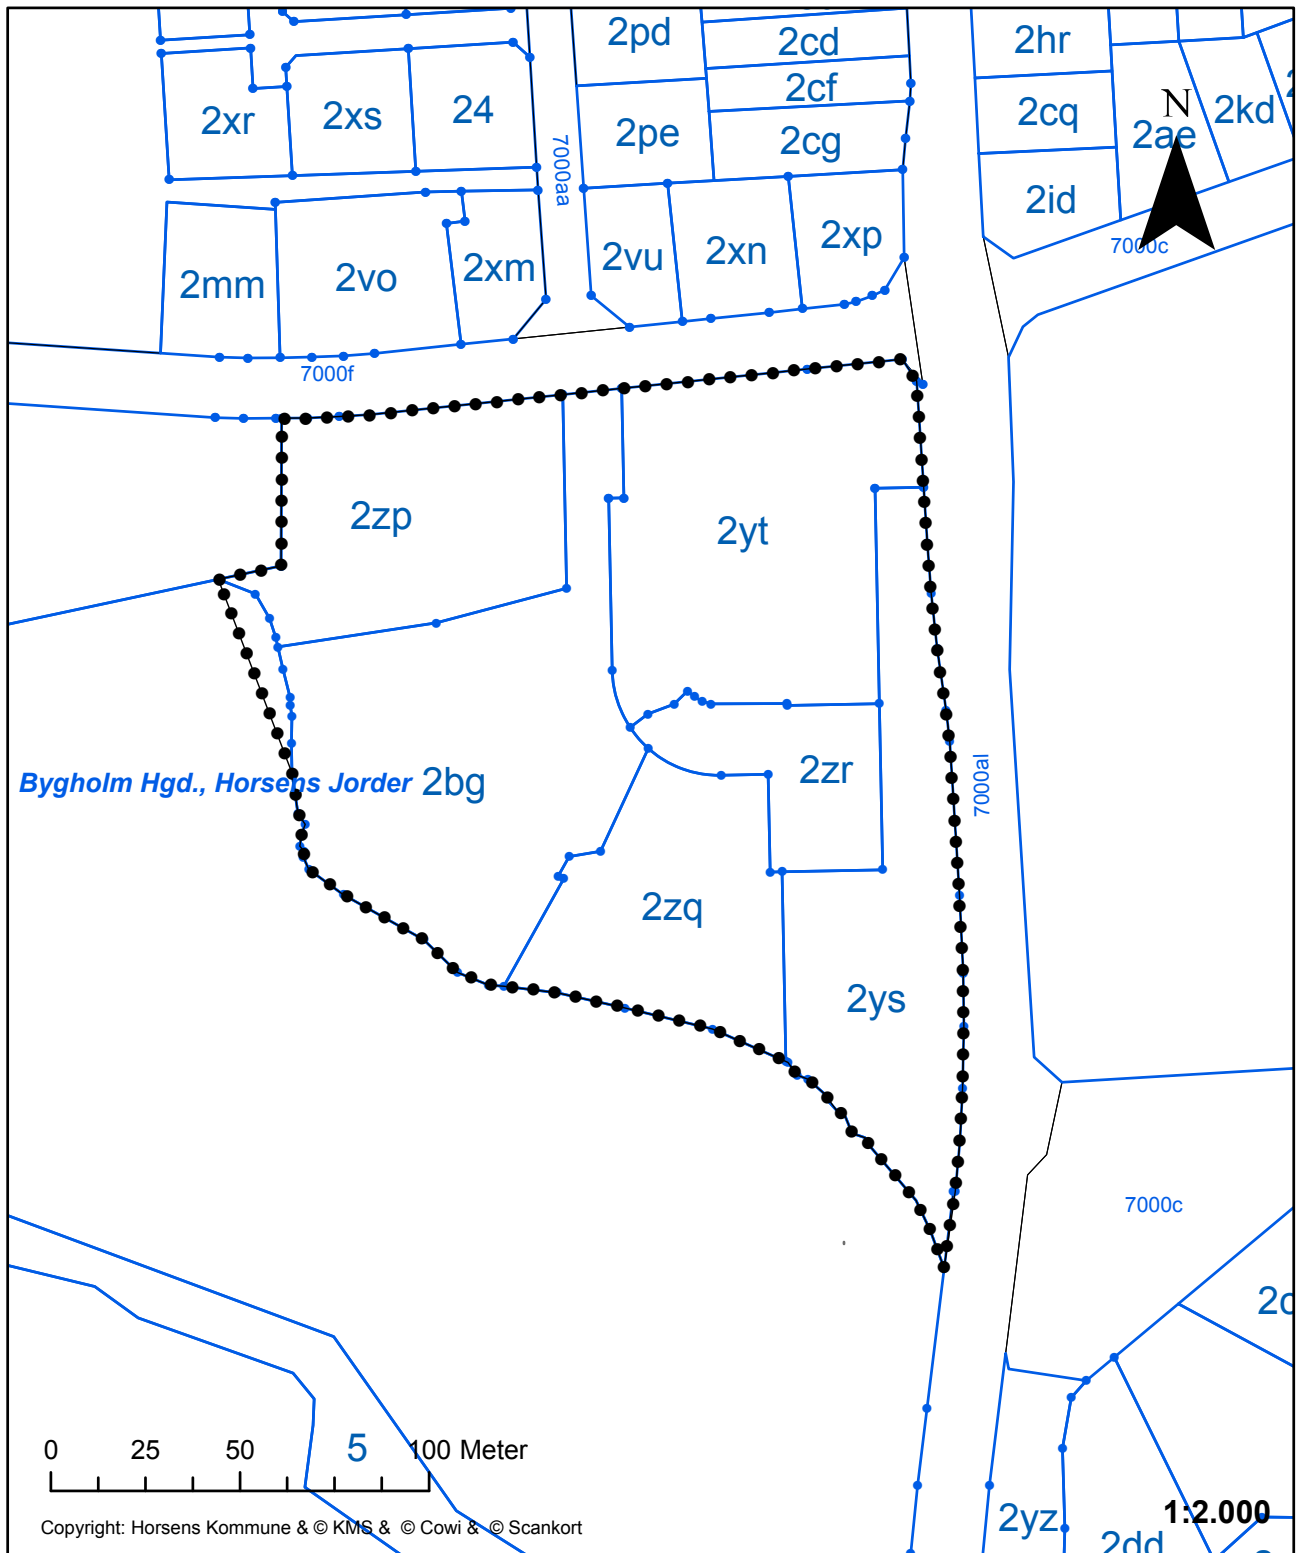 2pd
2cd
2hr
2cf
2xr
2xs
24
2pe
2cg
2cq
N
2ae
2kd
7000aa
2id
2mm
2vo
2xm
2vu
2xn
2xp
7000c
7000f
2zp
2yt
Bygholm Hgd., Horsens Jorder
2bg
2zr
7000al
2zq
2ys
7000c
0 25 50 100 Meter
5
2yz
2dd
1:2.000
Copyright: Horsens Kommune & © KMS & © Cowi & © Scankort